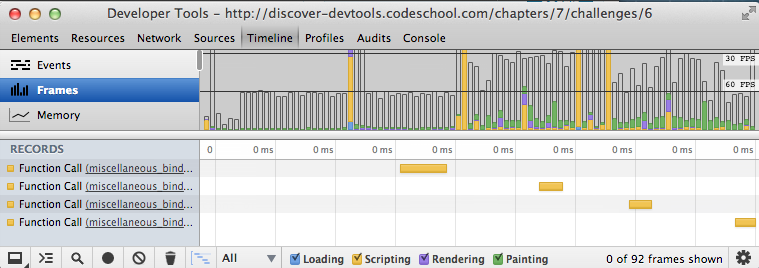 Developer Tools - http://discover-devtools.codeschool.com/chapters/7/challenges/6
Elements Resources Network Sources Timeline Profiles Audits Console
Events
Frames
Memory
30 FPS
60 FPS
RECORDS
0 0 ms 0 ms 0 ms 0 ms 0 ms 0 ms 0 ms 0 ms 0 ms
Function Call (miscellaneous_bind...
Function Call (miscellaneous_bind...
Function Call (miscellaneous_bind...
Function Call (miscellaneous_bind...
All Loading Scripting Rendering Painting 0 of 92 frames shown